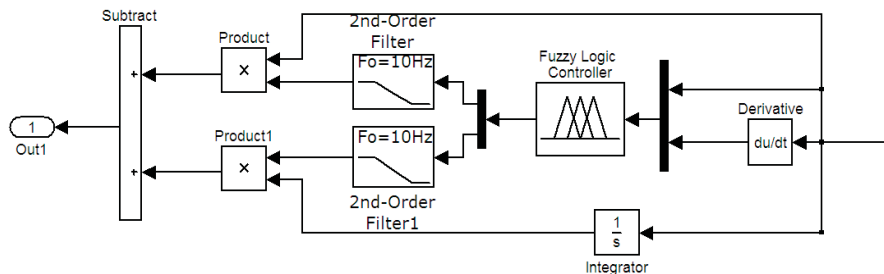 Subtract
Product
2nd-Order
Filter
Fo=10Hz
Fuzzy Logic
Controller
Derivative
du/dt
+
×
1
Out1
Product1
Fo=10Hz
+
×
2nd-Order
Filter1
1
s
Integrator